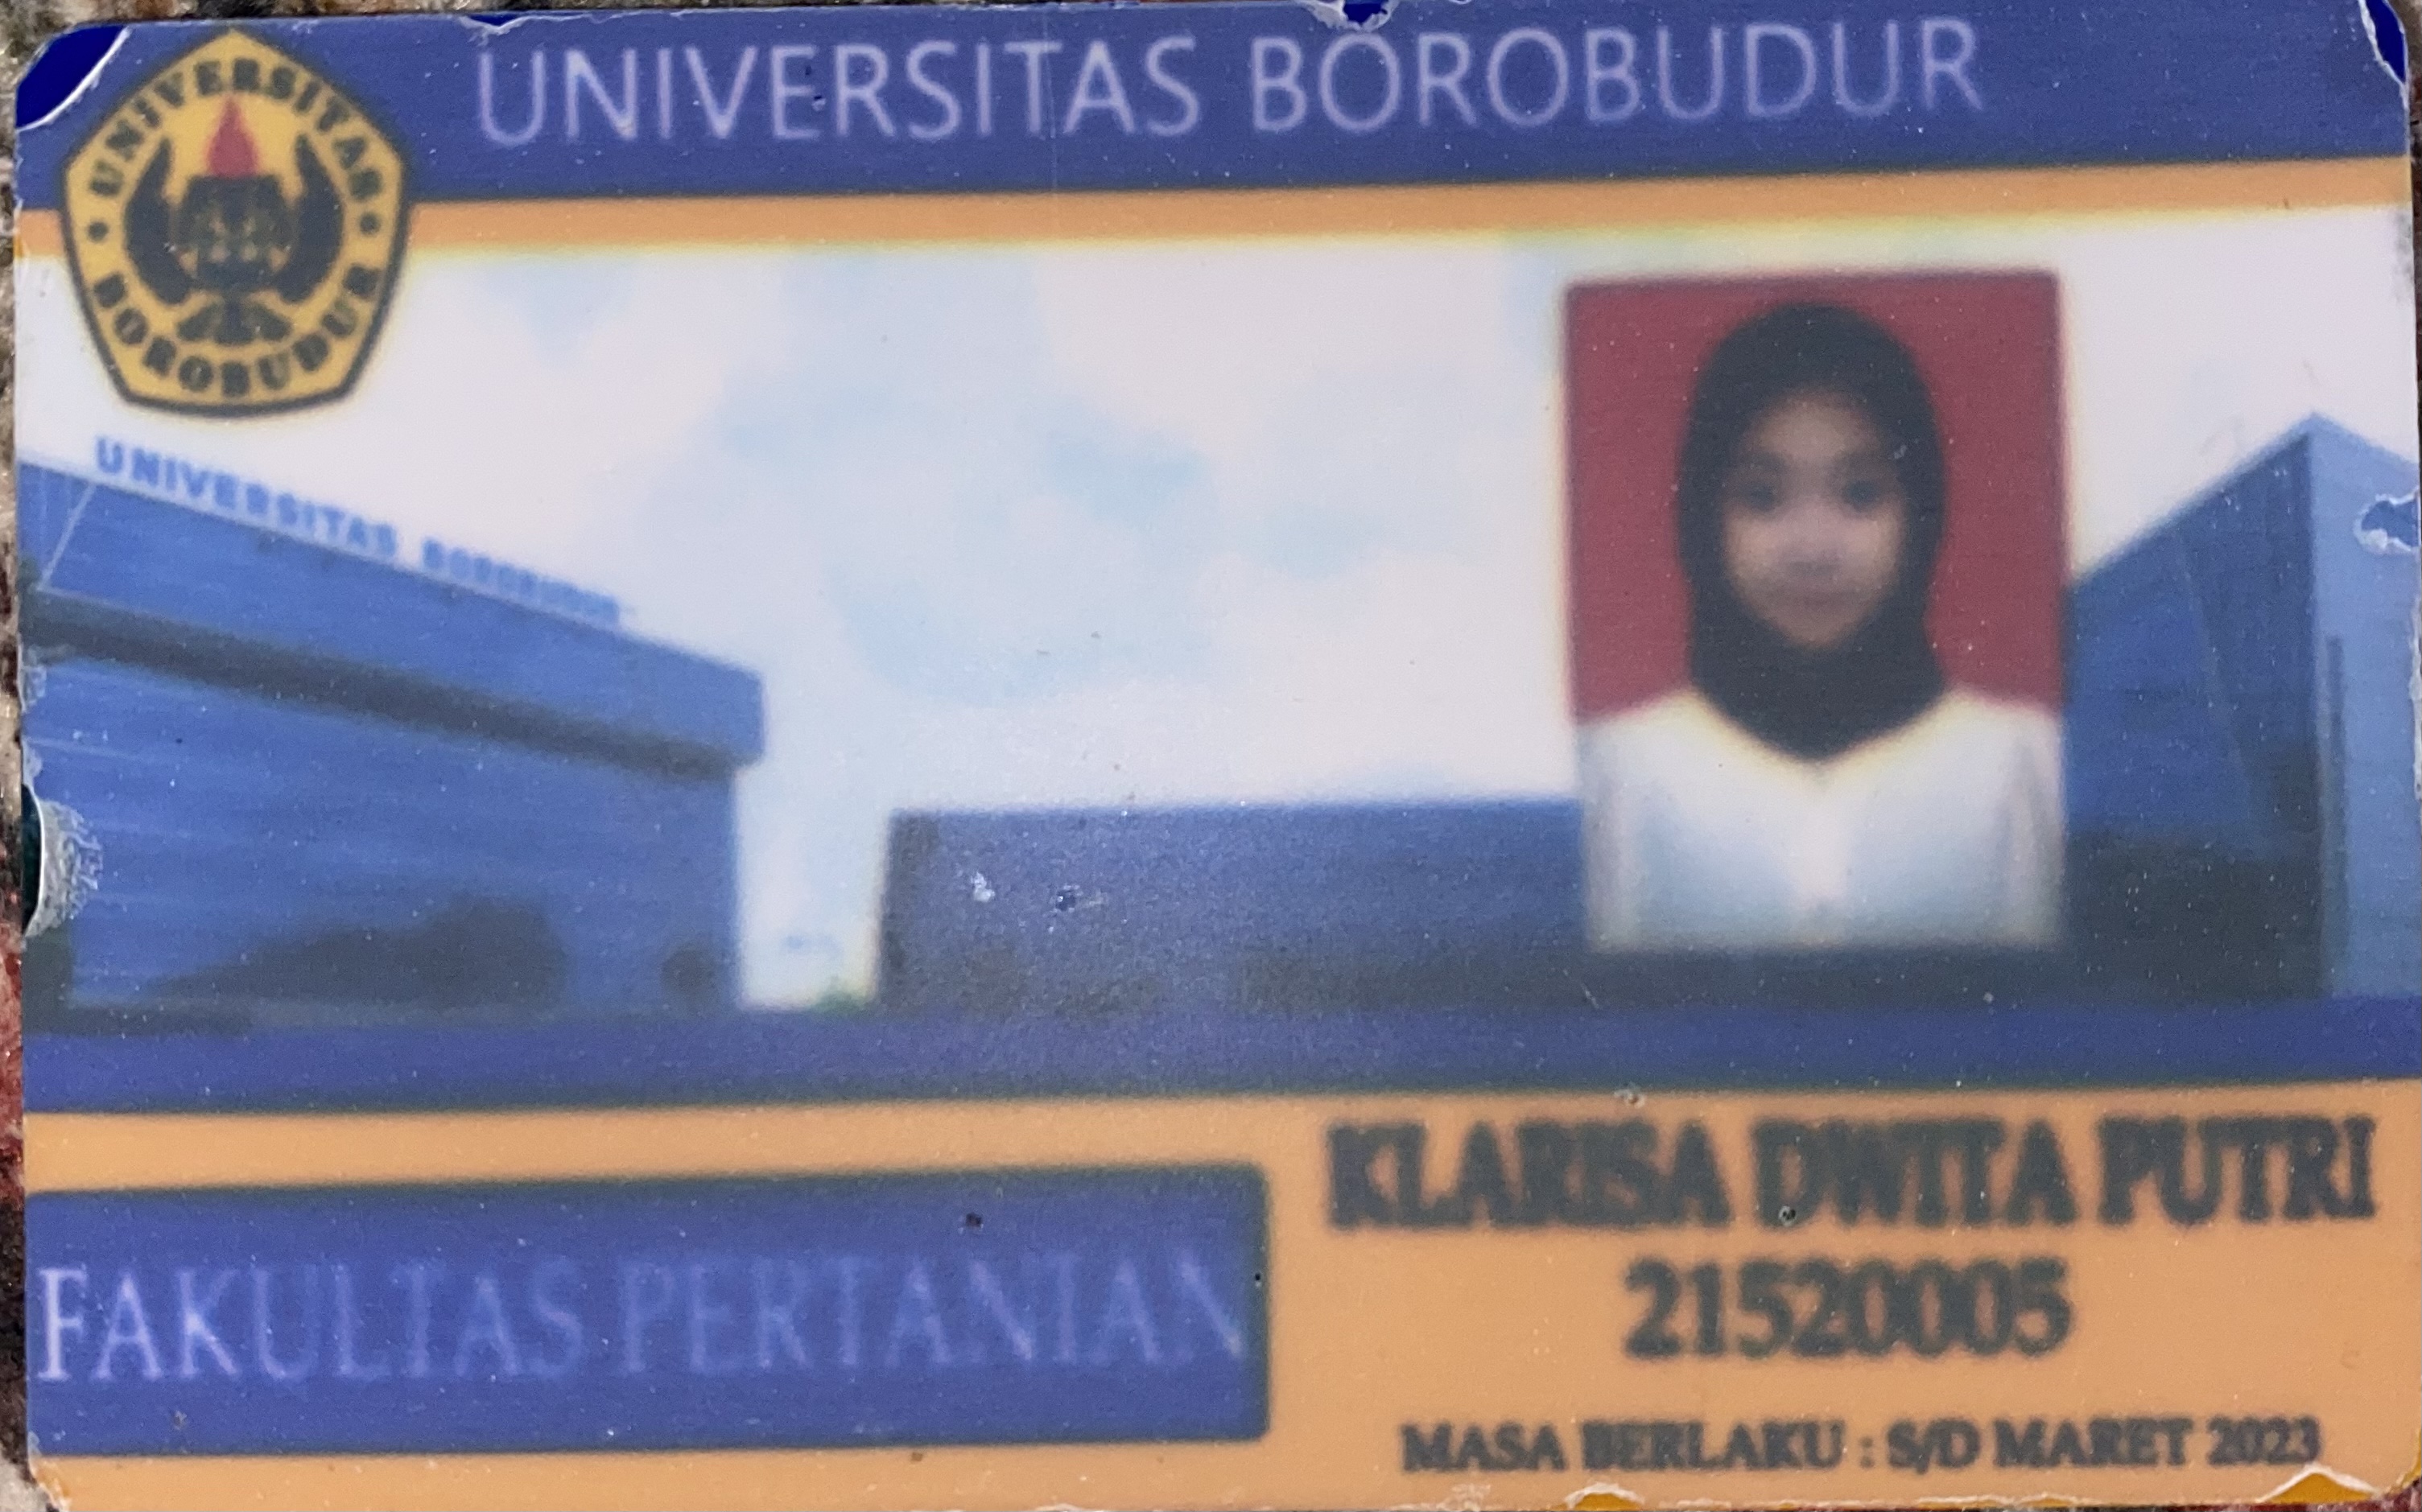 UNIVERSITAS BOROBUDUR
UNIVERSITAS
BOROBUDUR
UNIVERSITAS BOROBUDUR
KLARISA DWITA PUTRI
21520005
FAKULTAS PERTANIAN
MASA BERLAKU : S/D MARET 2023